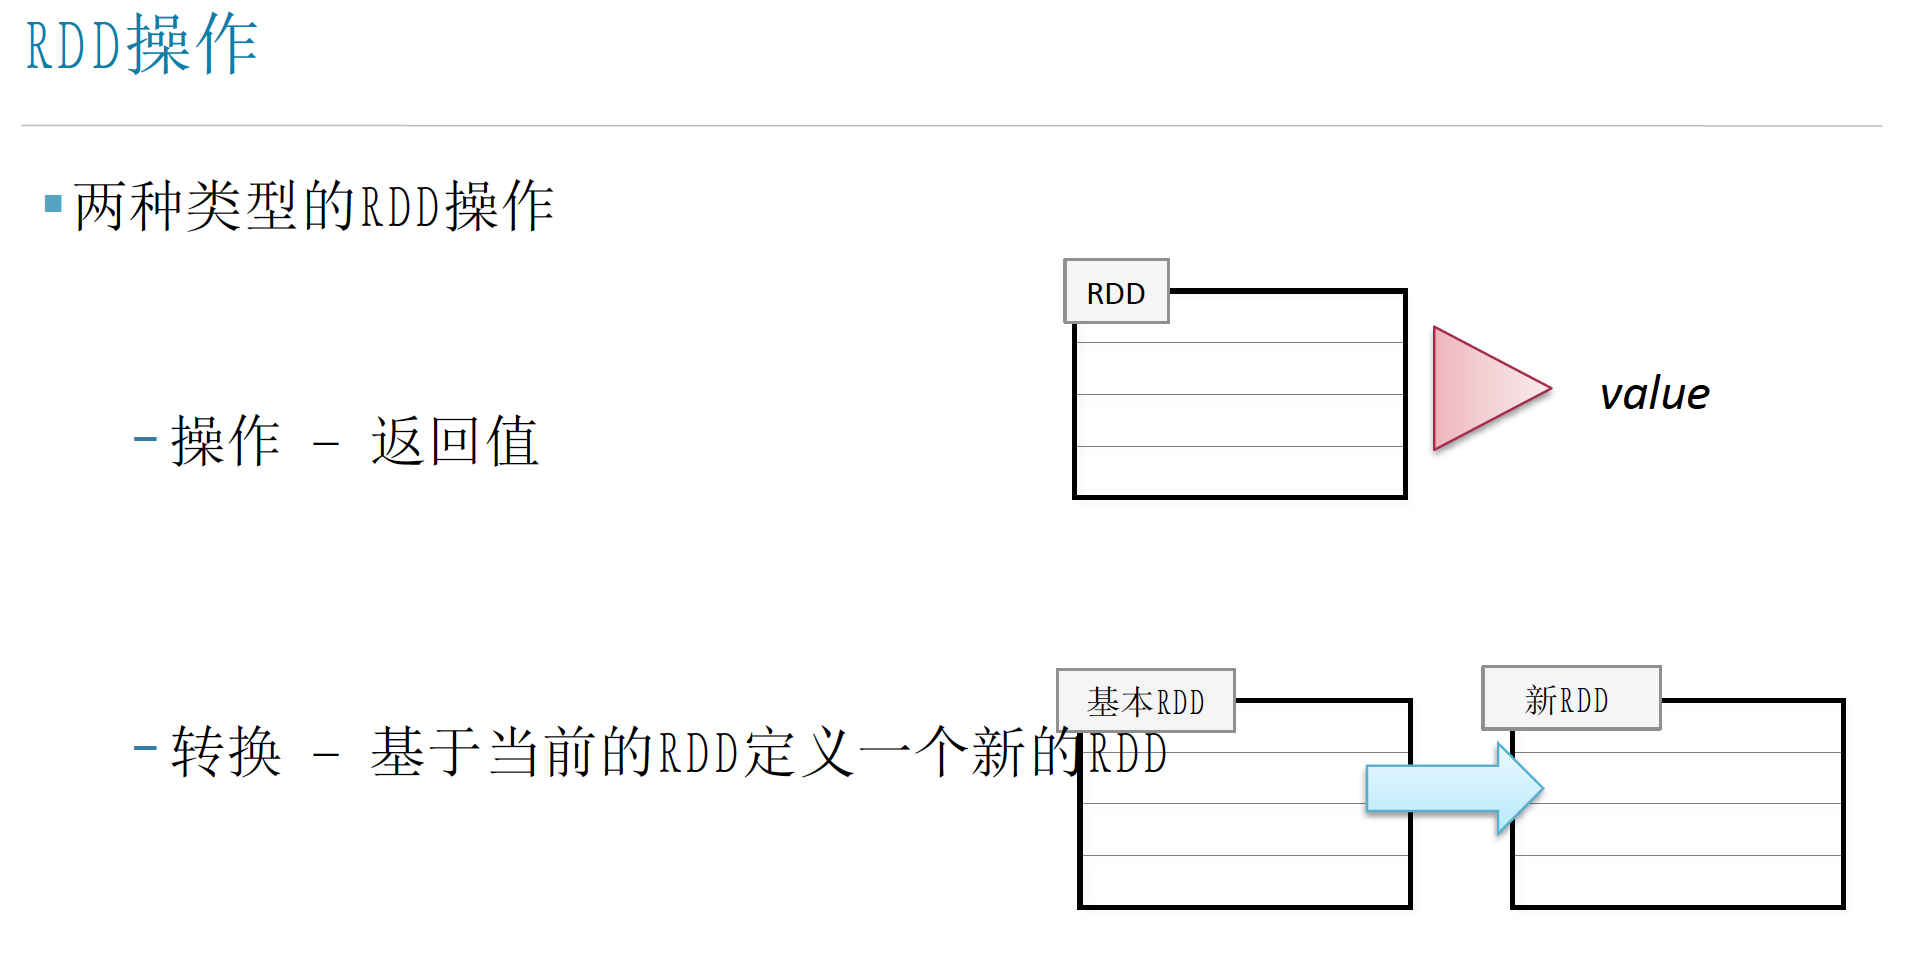 RDD操作
两种类型的RDD操作
RDD
value
-操作 – 返回值
基本RDD
新RDD
-转换 – 基于当前的RDD定义一个新的RDD